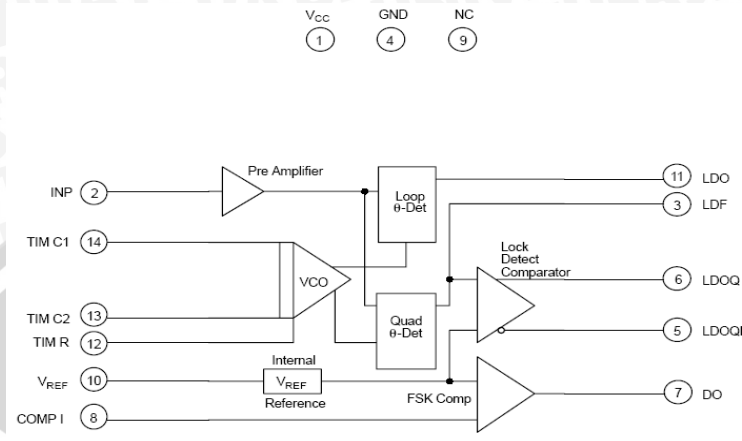 VCC GND NC
1 4 9
Pre Amplifier
INP 2
Loop
θ-Det
11 LDO
3 LDF
TIM C1 14
VCO
Lock
Detect
Comparator
6 LDOQ
TIM C2 13
Quad
θ-Det
5 LDOQI
TIM R 12
Internal
VREF 10
VREF
Reference
FSK Comp
7 DO
COMP I 8